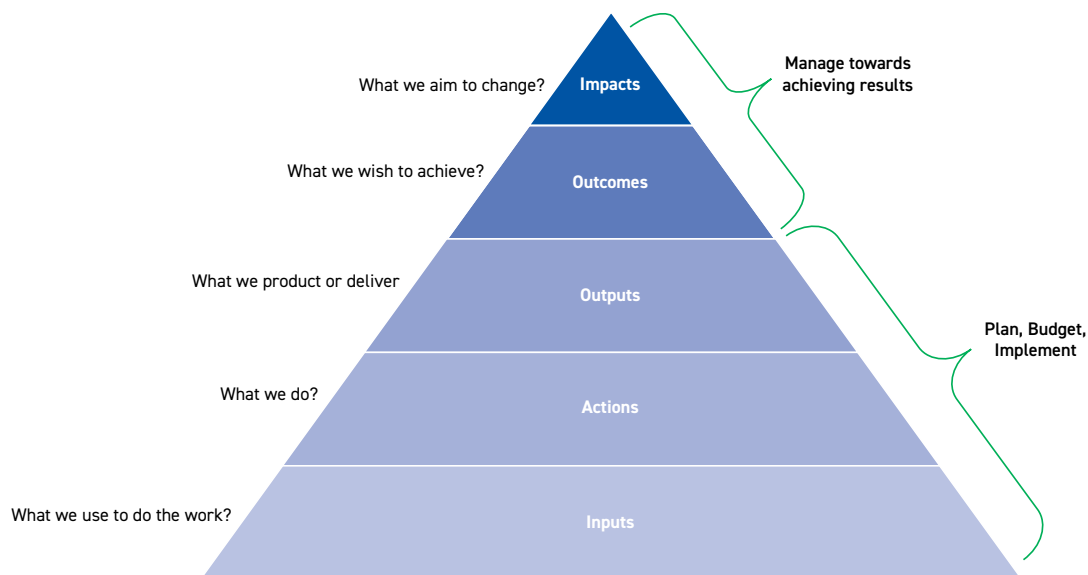 What we aim to change?
Impacts
Manage towards
achieving results
What we wish to achieve?
Outcomes
What we product or deliver
Outputs
Plan, Budget,
Implement
What we do?
Actions
What we use to do the work?
Inputs